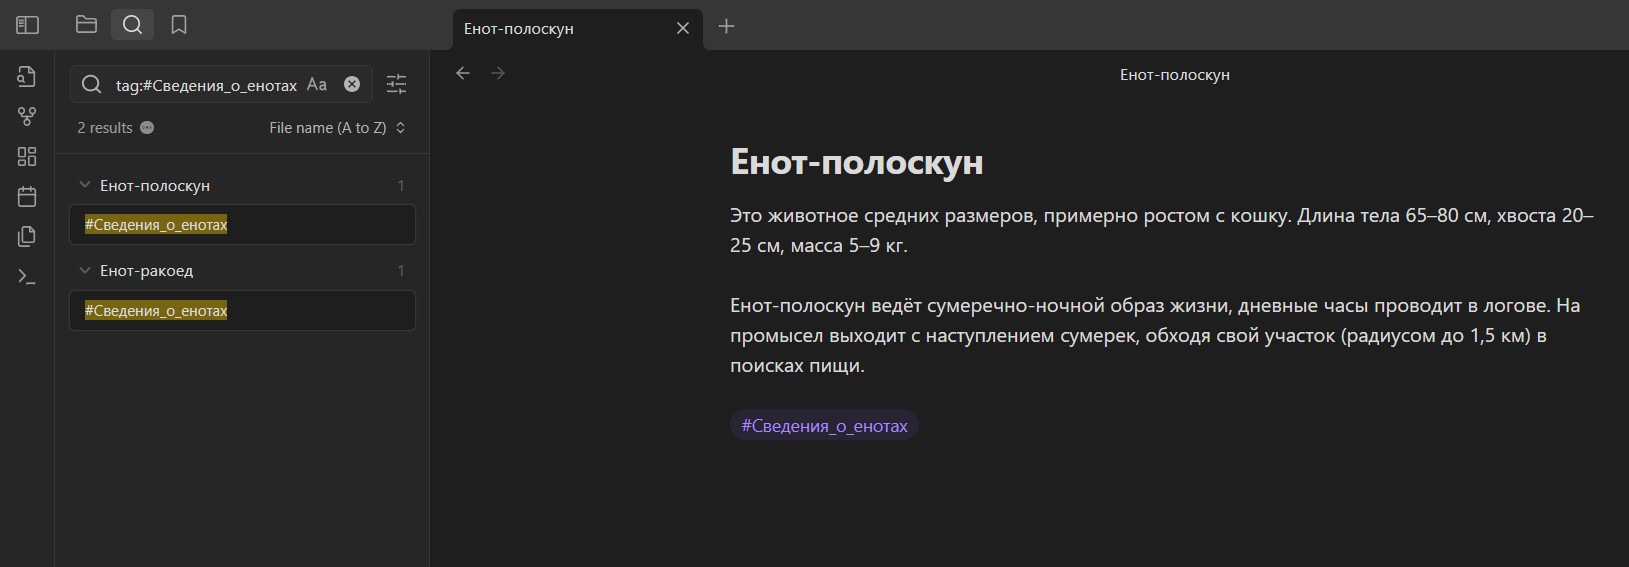 Енот-полоскун
tag:#Сведения_о_енотах Aa
2 results
File name (A to Z)
Енот-полоскун 1
#Сведения_о_енотах
Енот-ракоед 1
#Сведения_о_енотах
Енот-полоскун
Енот-полоскун
Это животное средних размеров, примерно ростом с кошку. Длина тела 65–80 см, хвоста 20–
25 см, масса 5–9 кг.
Енот-полоскун ведёт сумеречно-ночной образ жизни, дневные часы проводит в логове. На
промысел выходит с наступлением сумерек, обходя свой участок (радиусом до 1,5 км) в
поисках пищи.
#Сведения_о_енотах